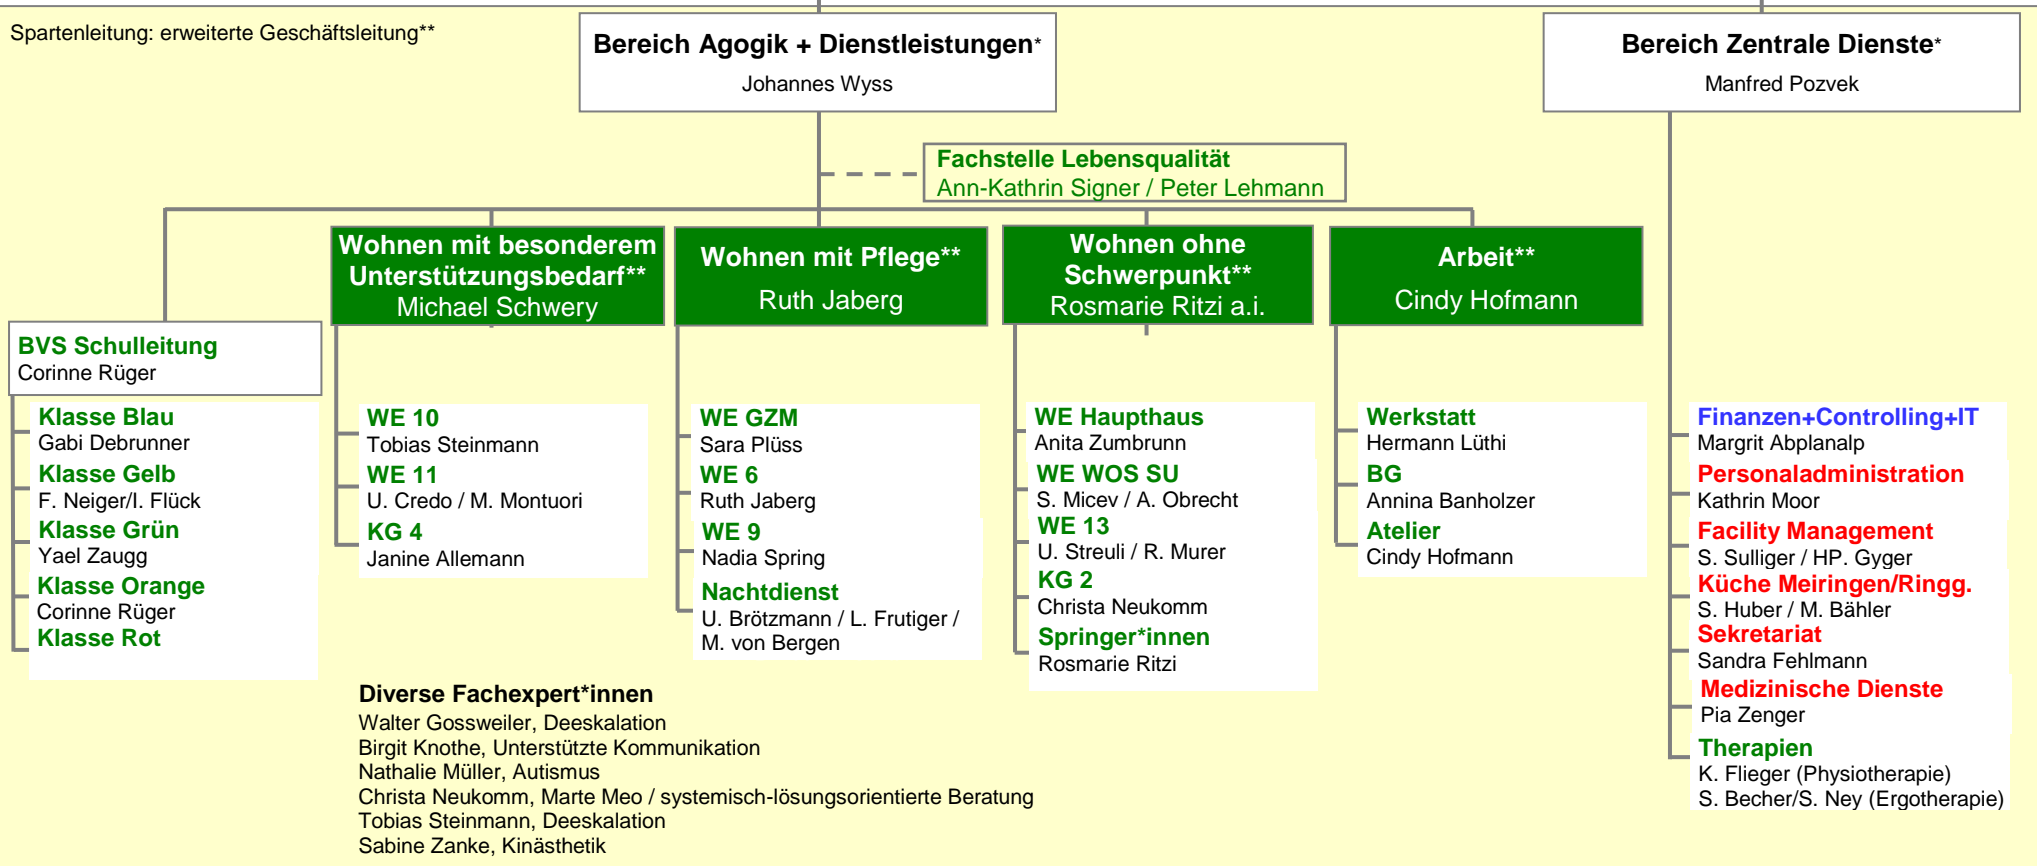 Spartenleitung: erweiterte Geschäftsleitung**
Bereich Agogik + Dienstleistungen*
Johannes Wyss
Bereich Zentrale Dienste*
Manfred Pozvek
Fachstelle Lebensqualität
Ann-Kathrin Signer / Peter Lehmann
BVS Schulleitung
Corinne Rüger
Klasse Blau
Gabi Debrunner
Klasse Gelb
F. Neiger/I. Flück
Klasse Grün
Yael Zaugg
Klasse Orange
Corinne Rüger
Klasse Rot
Wohnen mit besonderem
Unterstützungsbedarf**
Michael Schwery
WE 10
Tobias Steinmann
WE 11
U. Credo / M. Montuori
KG 4
Janine Allemann
Wohnen mit Pflege**
Ruth Jaberg
WE GZM
Sara Plüss
WE 6
Ruth Jaberg
WE 9
Nadia Spring
Nachtdienst
U. Brötzmann / L. Frutiger /
M. von Bergen
Wohnen ohne
Schwerpunkt**
Rosmarie Ritzi a.i.
WE Haupthaus
Anita Zumbrunn
WE WOS SU
S. Micev / A. Obrecht
WE 13
U. Streuli / R. Murer
KG 2
Christa Neukomm
Springer*innen
Rosmarie Ritzi
Arbeit**
Cindy Hofmann
Werkstatt
Hermann Lüthi
BG
Annina Banholzer
Atelier
Cindy Hofmann
Finanzen+Controlling+IT
Margrit Abplanalp
Personaladministration
Kathrin Moor
Facility Management
S. Sulliger / HP. Gyger
Küche Meiringen/Ringg.
S. Huber / M. Bähler
Sekretariat
Sandra Fehlmann
Medizinische Dienste
Pia Zenger
Therapien
K. Flieger (Physiotherapie)
S. Becher/S. Ney (Ergotherapie)
Diverse Fachexpert*innen
Walter Gossweiler, Deeskalation
Birgit Knothe, Unterstützte Kommunikation
Nathalie Müller, Autismus
Christa Neukomm, Marte Meo / systemisch-lösungsorientierte Beratung
Tobias Steinmann, Deeskalation
Sabine Zanke, Kinästhetik